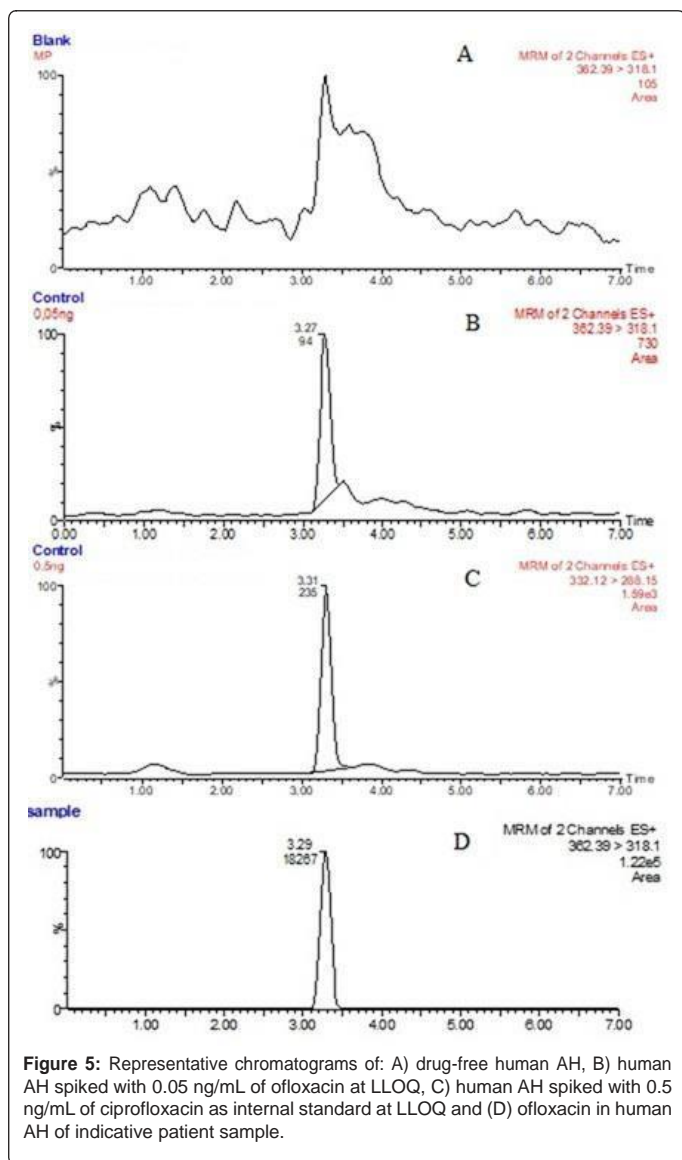 Blank
MP
A
MRM of 2 Channels ES+
362.39 > 318.1
105
Area
100
%
0
1.00 2.00 3.00 4.00 5.00 6.00 7.00
Time
Control
0,05ng
B
MRM of 2 Channels ES+
362.39 > 318.1
730
Area
3.27
94
100
%
0
0.00 1.00 2.00 3.00 4.00 5.00 6.00 7.00
Time
Control
0.5ng
C
MRM of 2 Channels ES+
332.12 > 288.15
1.59e3
Area
3.31
235
100
%
0
1.00 2.00 3.00 4.00 5.00 6.00 7.00
Time
sample
D
MRM of 2 Channels ES+
362.39 > 318.1
1.22e5
Area
3.29
18267
100
%
0
1.00 2.00 3.00 4.00 5.00 6.00 7.00
Time
Figure 5: Representative chromatograms of: A) drug-free human AH, B) human
AH spiked with 0.05 ng/mL of ofloxacin at LLOQ, C) human AH spiked with 0.5
ng/mL of ciprofloxacin as internal standard at LLOQ and (D) ofloxacin in human
AH of indicative patient sample.